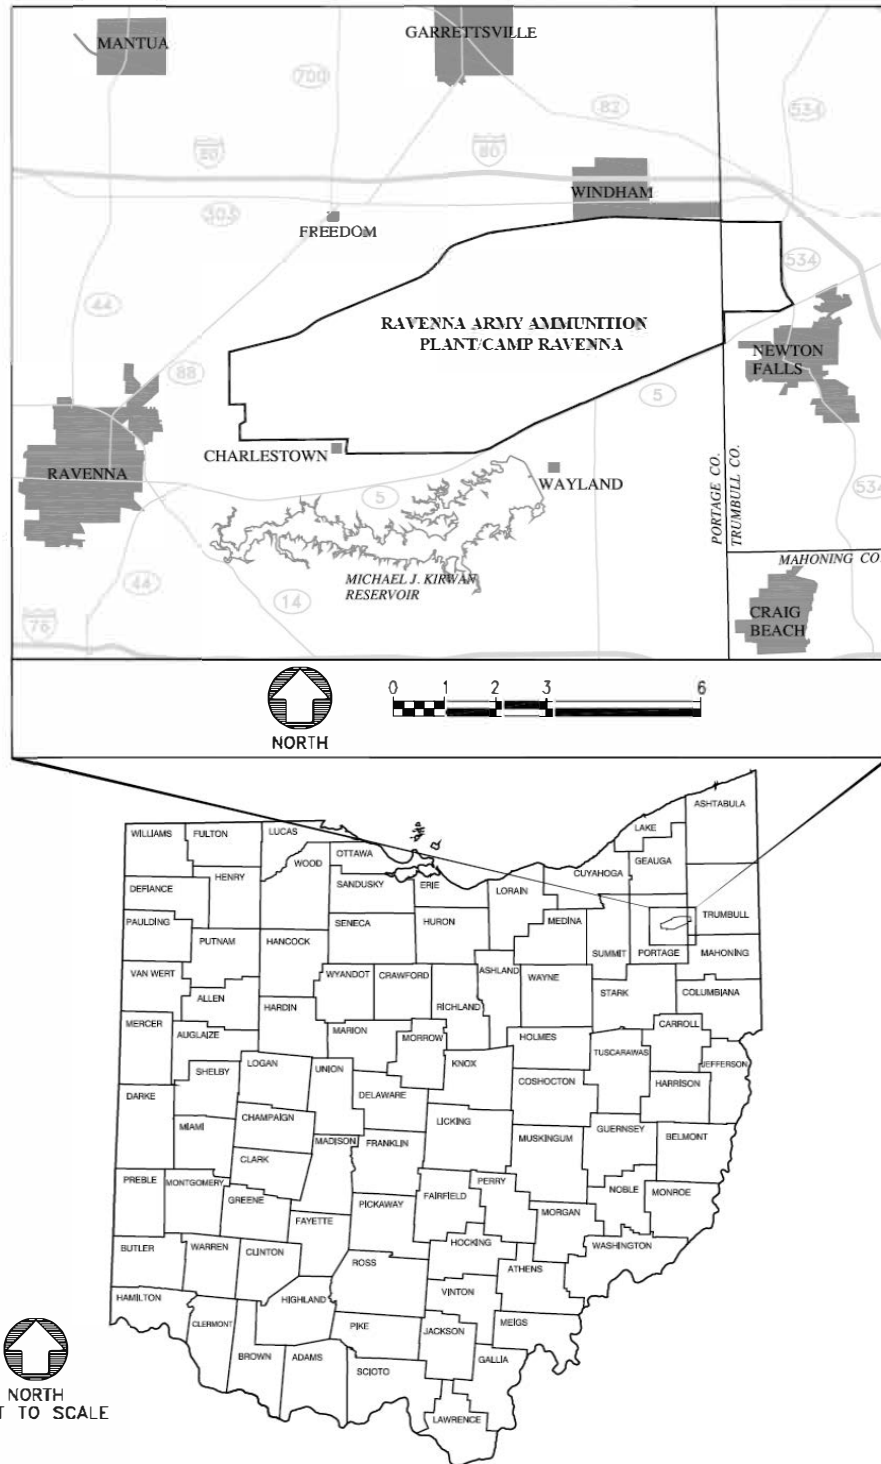 MANTUA
GARRETTSVILLE
700
82
534
80
80
WINDHAM
303
FREEDOM
534
44
RAVENNA ARMY AMMUNITION
PLANT/CAMP RAVENNA
NEWTON
FALLS
88
5
CHARLESTOWN
WAYLAND
RAVENNA
5
534
PORTAGE CO.
TRUMBULL CO.
MAHONING CO.
MICHAEL J. KIRWAN
RESERVOIR
44
14
76
CRAIG
BEACH
0 1 2 3 6
NORTH
ASHTABULA
LAKE
WILLIAMS
FULTON
LUCAS
GEAUGA
OTTAWA
WOOD
CUYAHOGA
HENRY
SANDUSKY
ERIE
DEFIANCE
LORAIN
TRUMBULL
PAULDING
SENECA
HURON
MEDINA
PUTNAM
HANCOCK
SUMMIT
PORTAGE
MAHONING
VAN WERT
WYANDOT
CRAWFORD
ASHLAND
WAYNE
ALLEN
STARK
COLUMBIANA
HARDIN
RICHLAND
MERCER
AUGLAIZE
MARION
MORROW
HOLMES
CARROLL
TUSCARAWAS
JEFFERSON
LOGAN
UNION
KNOX
SHELBY
COSHOCTON
HARRISON
DARKE
DELAWARE
CHAMPAIGN
LICKING
MIAMI
GUERNSEY
MADISON
FRANKLIN
MUSKINGUM
BELMONT
CLARK
PREBLE
MONTGOMERY
PERRY
NOBLE
MONROE
GREENE
FAIRFIELD
PICKAWAY
MORGAN
FAYETTE
BUTLER
WARREN
CLINTON
HOCKING
WASHINGTON
ROSS
ATHENS
HAMILTON
HIGHLAND
VINTON
CLERMONT
PIKE
JACKSON
MEIGS
BROWN
ADAMS
SCIOTO
GALLIA
LAWRENCE
NORTH
T TO SCALE